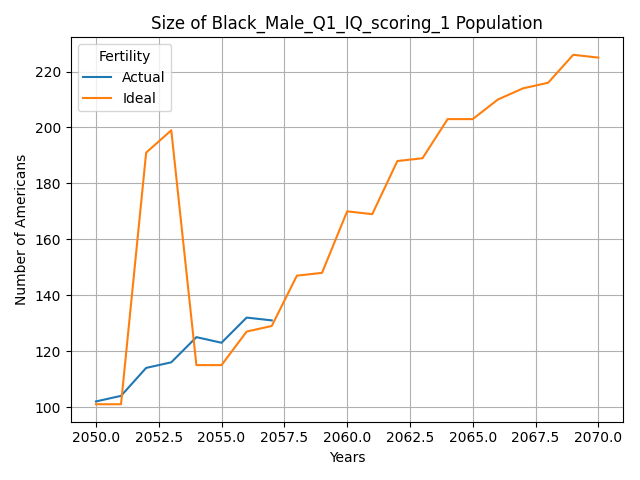 Size of Black_Male_Q1_IQ_scoring_1 Population
Fertility
Actual
Ideal
Number of Americans
220
200
180
160
140
120
100
2050.0 2052.5 2055.0 2057.5 2060.0 2062.5 2065.0 2067.5 2070.0
Years